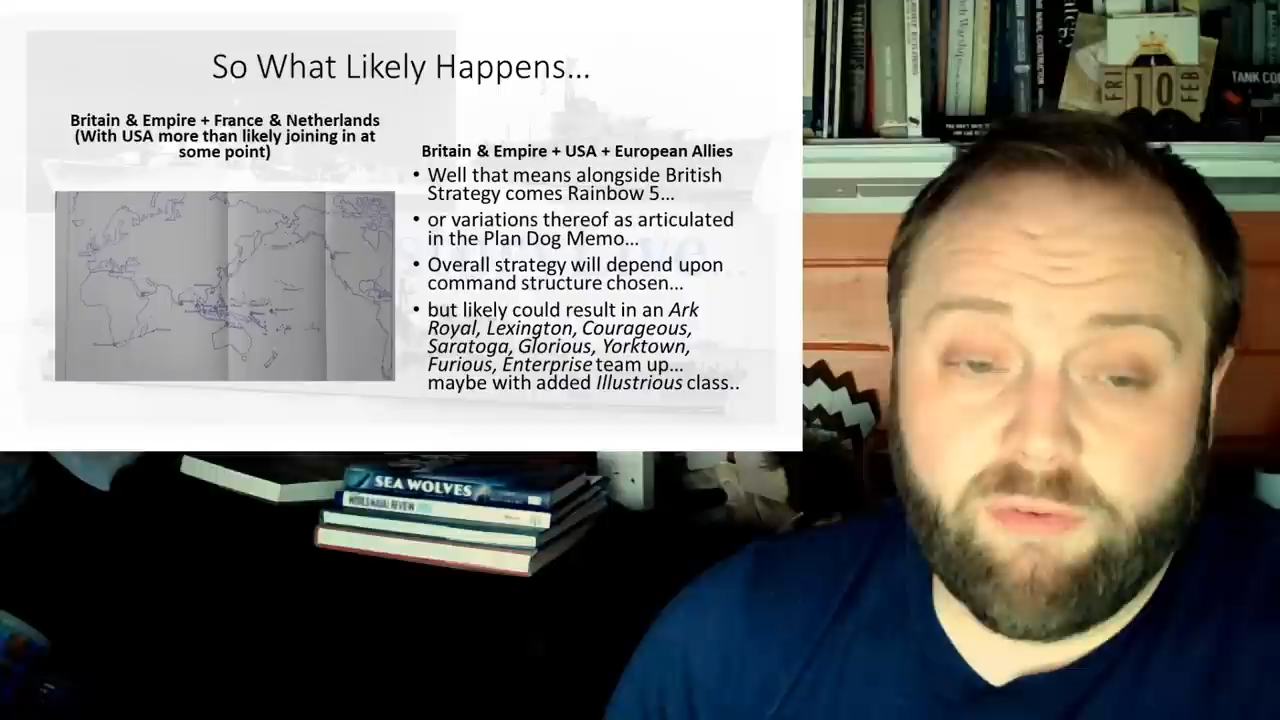 So What Likely Happens...
Britain & Empire + France & Netherlands
(With USA more than likely joining in at
some point)
Britain & Empire + USA + European Allies
• Well that means alongside British
Strategy comes Rainbow 5...
• or variations thereof as articulated
in the Plan Dog Memo...
• Overall strategy will depend upon
command structure chosen...
• but likely could result in an Ark
Royal, Lexington, Courageous,
Saratoga, Glorious, Yorktown,
Furious, Enterprise team up...
maybe with added Illustrious class..
FRI 10 FEB
TANK
SEA WOLVES
WORLD NAVAL REVIEW